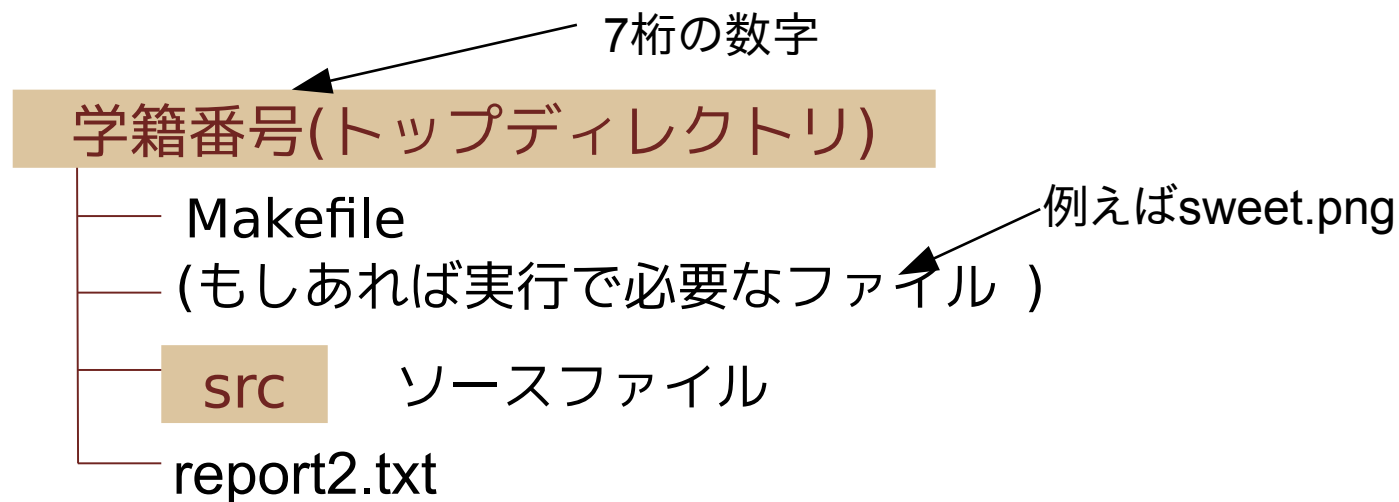 7桁の数字
学籍番号(トップディレクトリ)
Makefile
例えばsweet.png
(もしあれば実行で必要なファイル )
src
ソースファイル
report2.txt